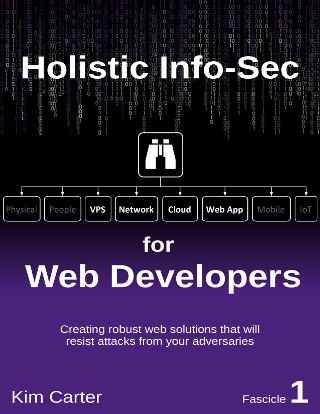 Holistic Info-Sec
Physical People VPS Network Cloud Web App Mobile IoT
for
Web Developers
Creating robust web solutions that will
resist attacks from your adversaries
Kim Carter
Fascicle 1